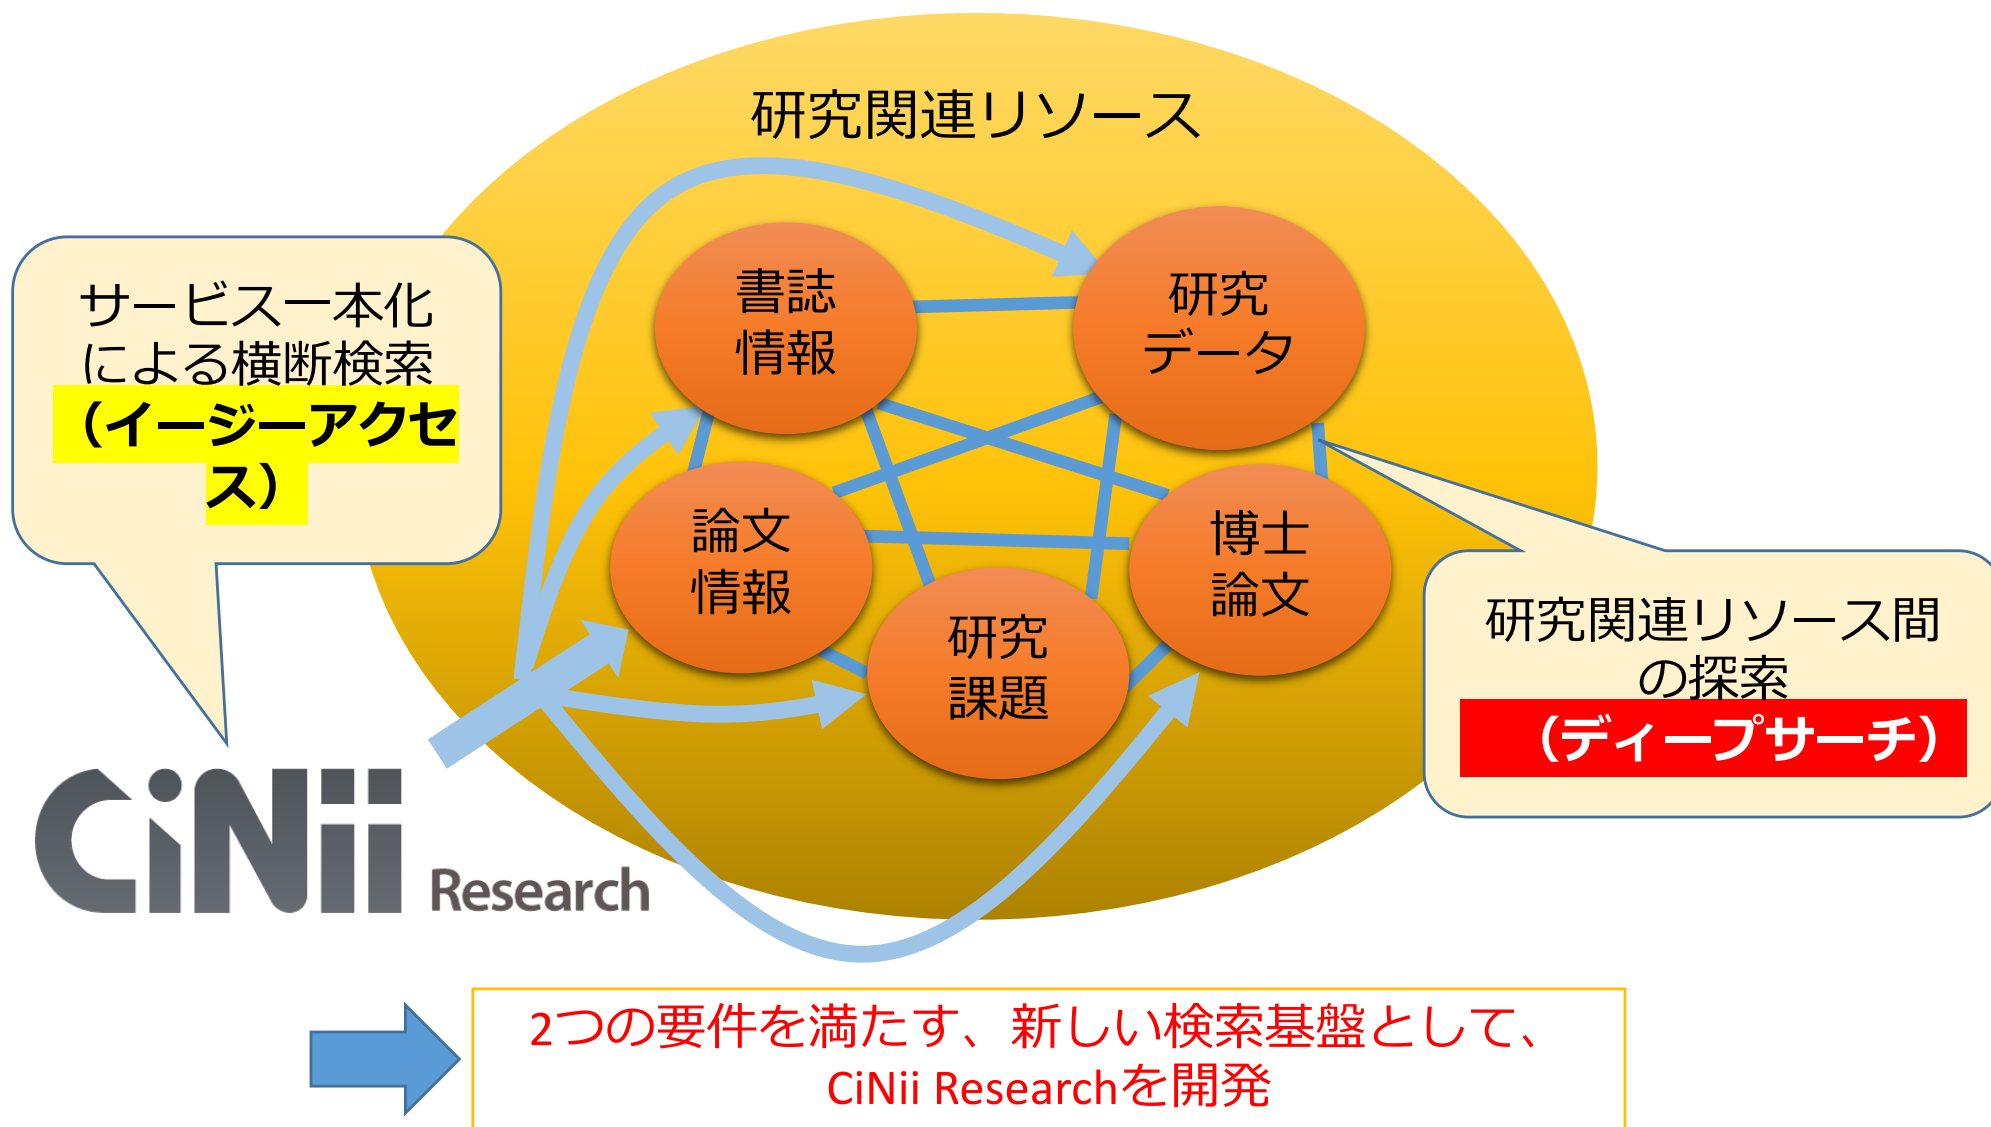 研究関連リソース
サービス一本化
による横断検索
（イージーアクセ
ス）
書誌
情報
研究
データ
論文
情報
博士
論文
研究
課題
研究関連リソース間
の探索
（ディープサーチ）
CiNii Research
2つの要件を満たす、新しい検索基盤として、
CiNii Researchを開発